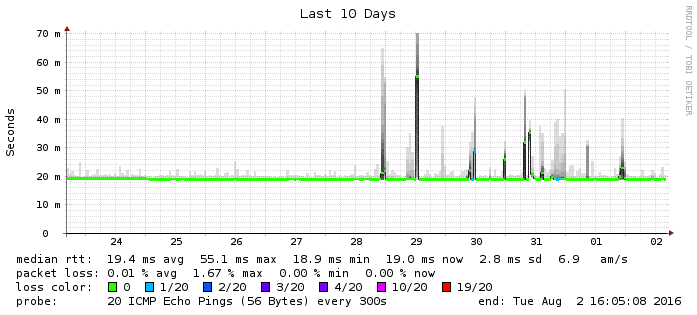 Last 10 Days
RRDTOOL / TOBI OETIKER
Seconds
70 m
60 m
50 m
40 m
30 m
20 m
10 m
0
24 25 26 27 28 29 30 31 01 02
median rtt: 19.4 ms avg 55.1 ms max 18.9 ms min 19.0 ms now 2.8 ms sd 6.9 am/s
packet loss: 0.01 % avg 1.67 % max 0.00 % min 0.00 % now
loss color: 0 1/20 2/20 3/20 4/20 10/20 19/20
probe: 20 ICMP Echo Pings (56 Bytes) every 300s end: Tue Aug 2 16:05:08 2016